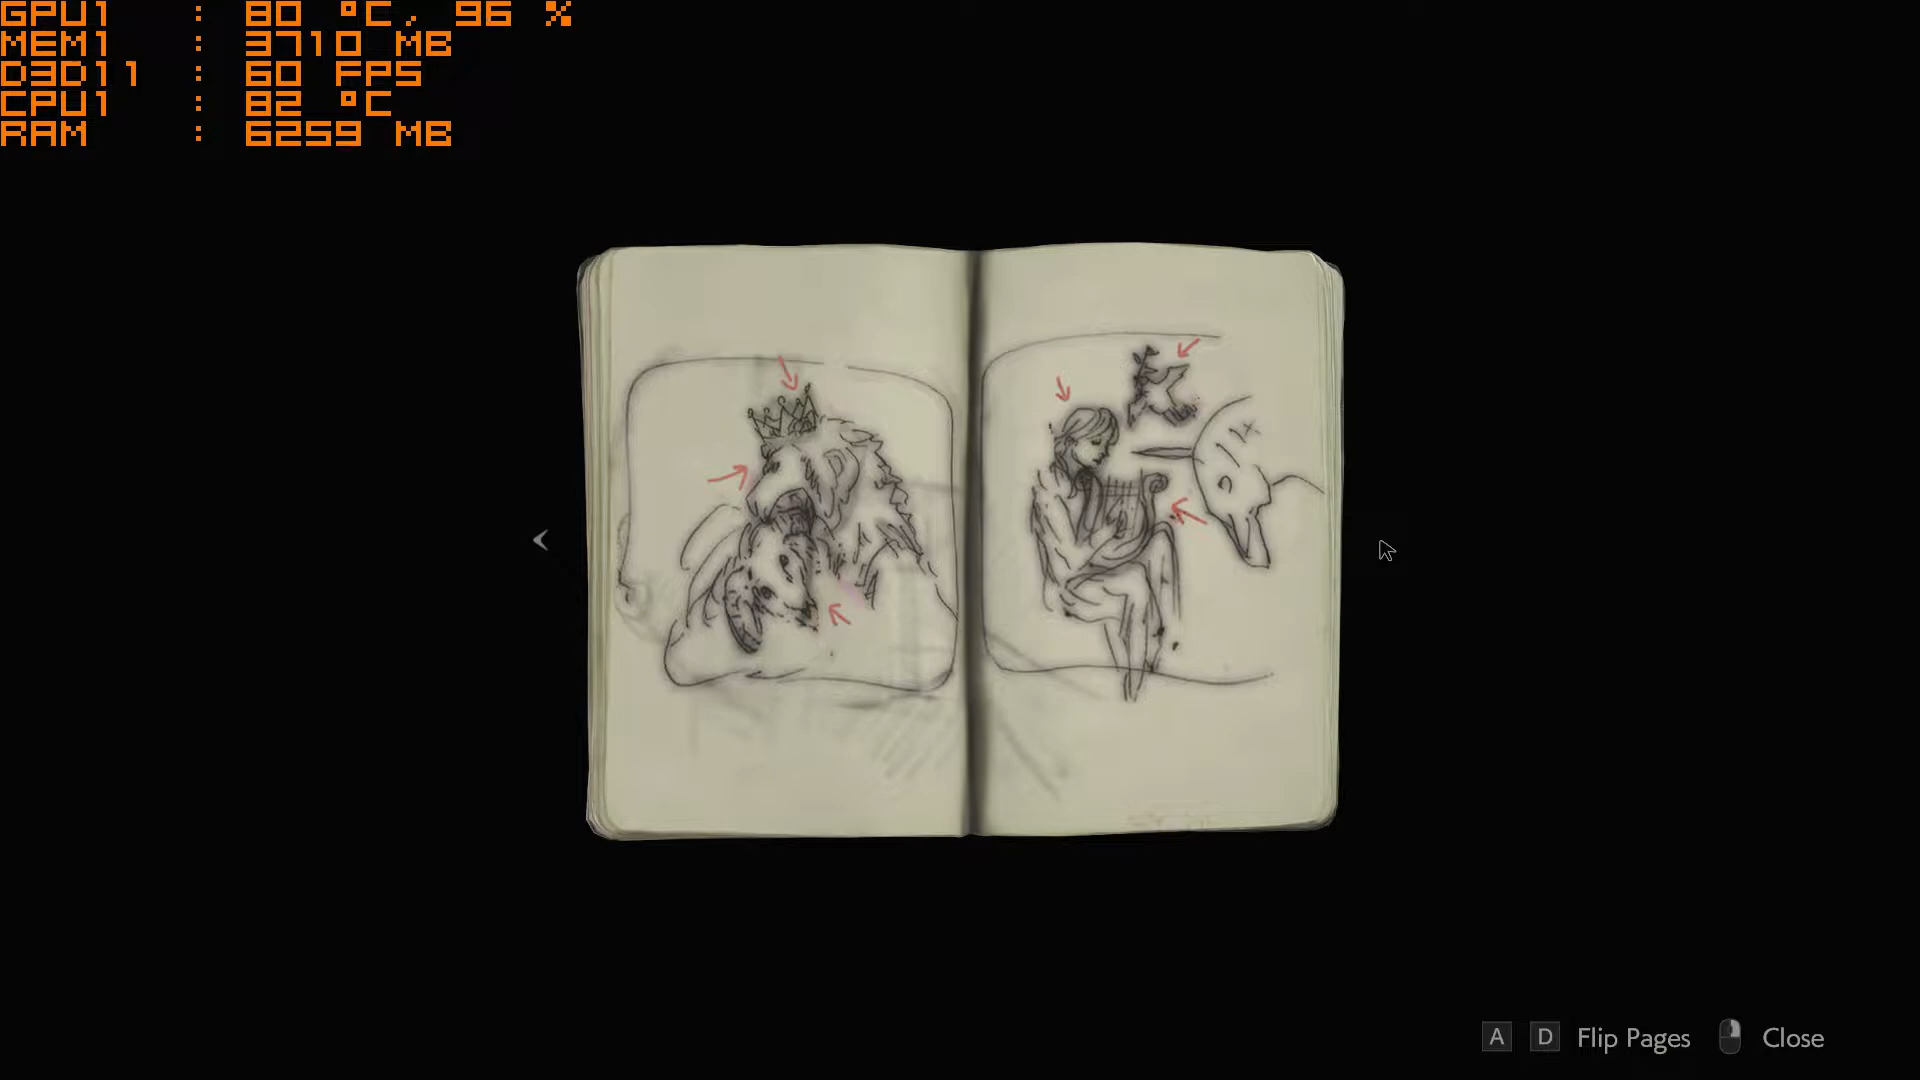 GPU1 : 80 °C, 96 %
MEM1 : 3710 MB
D3D11 : 60 FPS
CPU1 : 82 °C
RAM : 6259 MB
A D Flip Pages Close